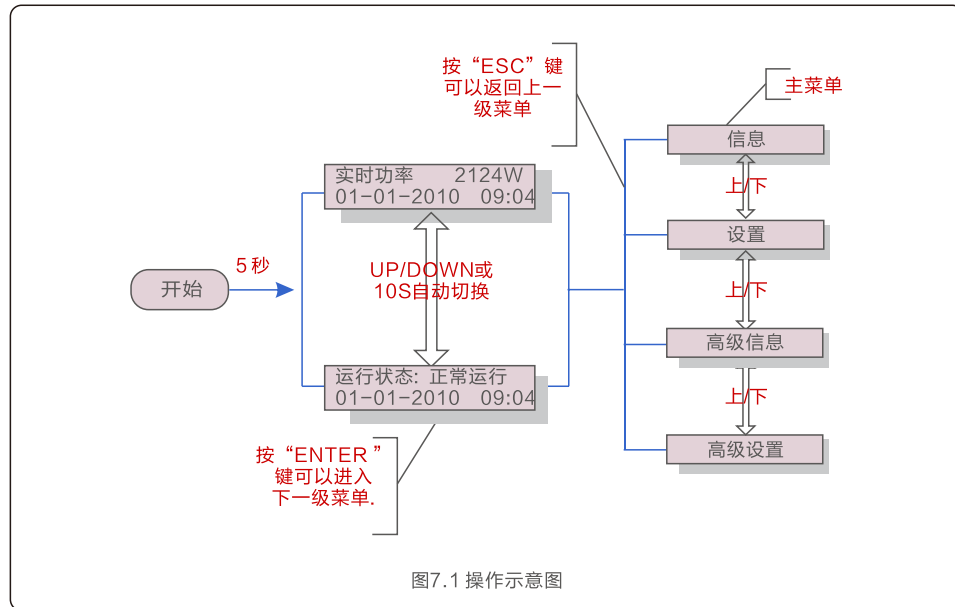 按“ESC”键
可以返回上一
级菜单
主菜单
信息
实时功率 2124W
01-01-2010 09:04
上/下
设置
5 秒
开始
UP/DOWN或
10S自动切换
上/下
高级信息
运行状态: 正常运行
01-01-2010 09:04
上/下
高级设置
按“ENTER”
键可以进入
下一级菜单.
图7.1 操作示意图